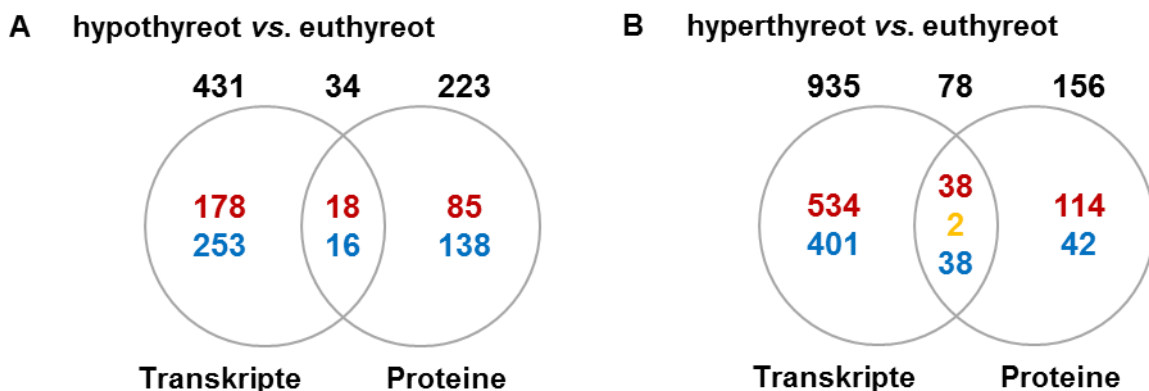 A hypothyreot vs. euthyreot
431 34 223
178 18 85
253 16 138
Transkripte Proteine
B hyperthyreot vs. euthyreot
935 78 156
38
534 114
2
401 42
38
Transkripte Proteine